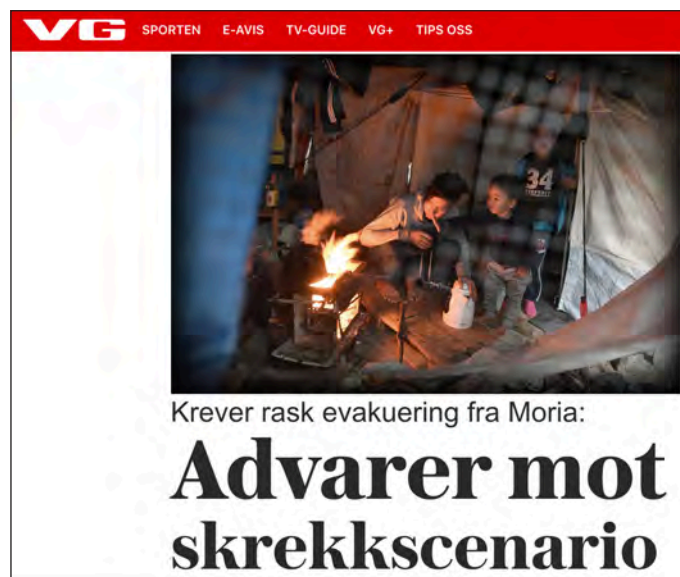 VG SPORTEN E-AVIS TV-GUIDE VG+ TIPS OSS
34
Krever rask evakuering fra Moria:
Advarer mot
skrekkscenario